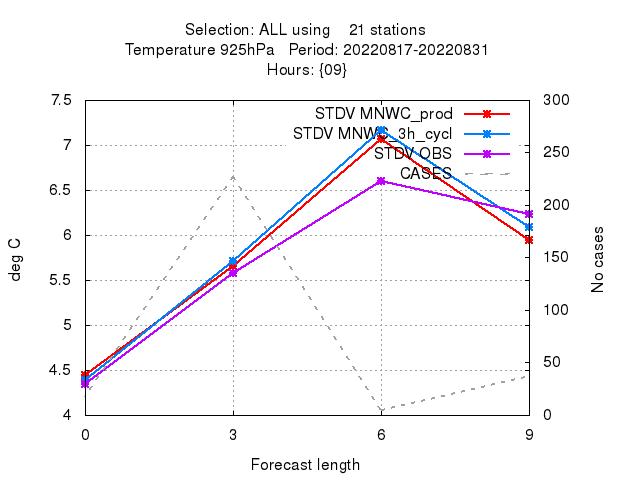 Selection: ALL using    21 stations
Temperature 925hPa   Period: 20220817-20220831
Hours: {09}
7.5
7
6.5
6
5.5
5
4.5
4
deg C
STDV MNWC_prod
STDV MNWC_3h_cycl
STDV OBS
CASES
300
250
200
150
100
50
0
No cases
0 3 6 9
Forecast length